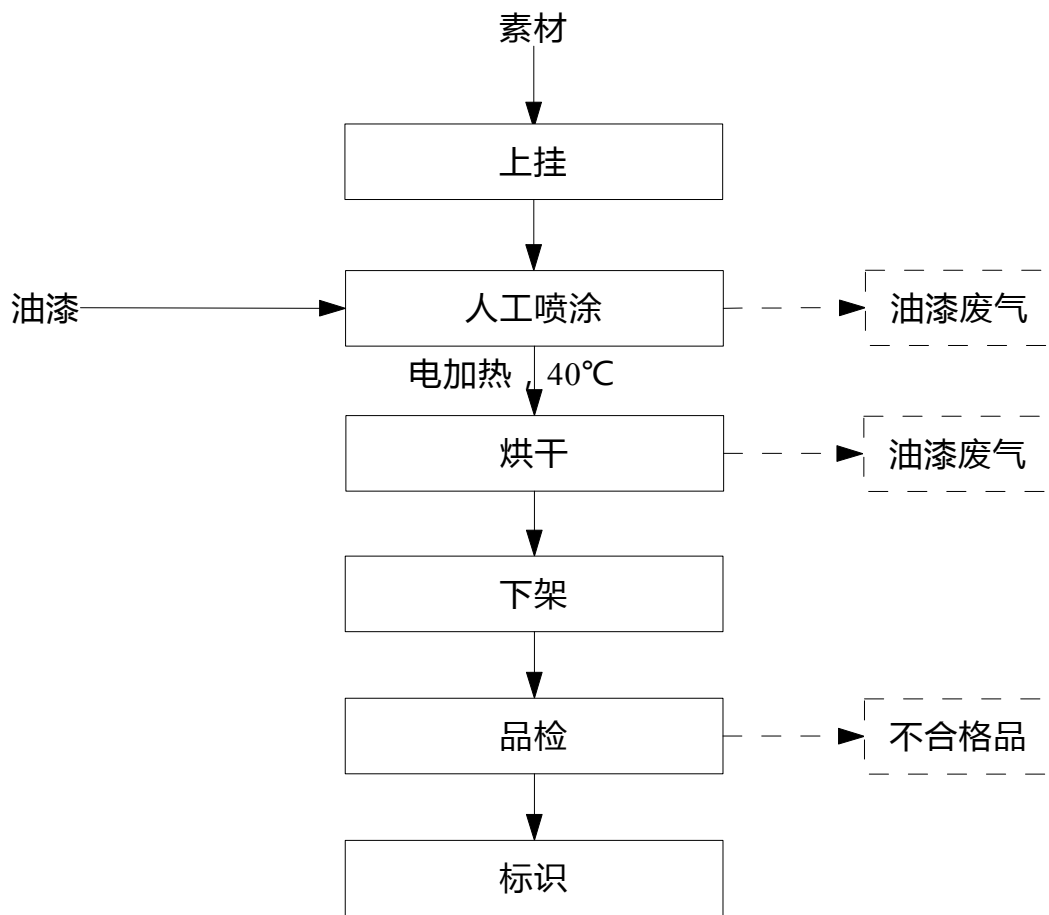 素材
上挂
油漆
人工喷涂
油漆废气
电加热，40℃
烘干
油漆废气
下架
品检
不合格品
标识